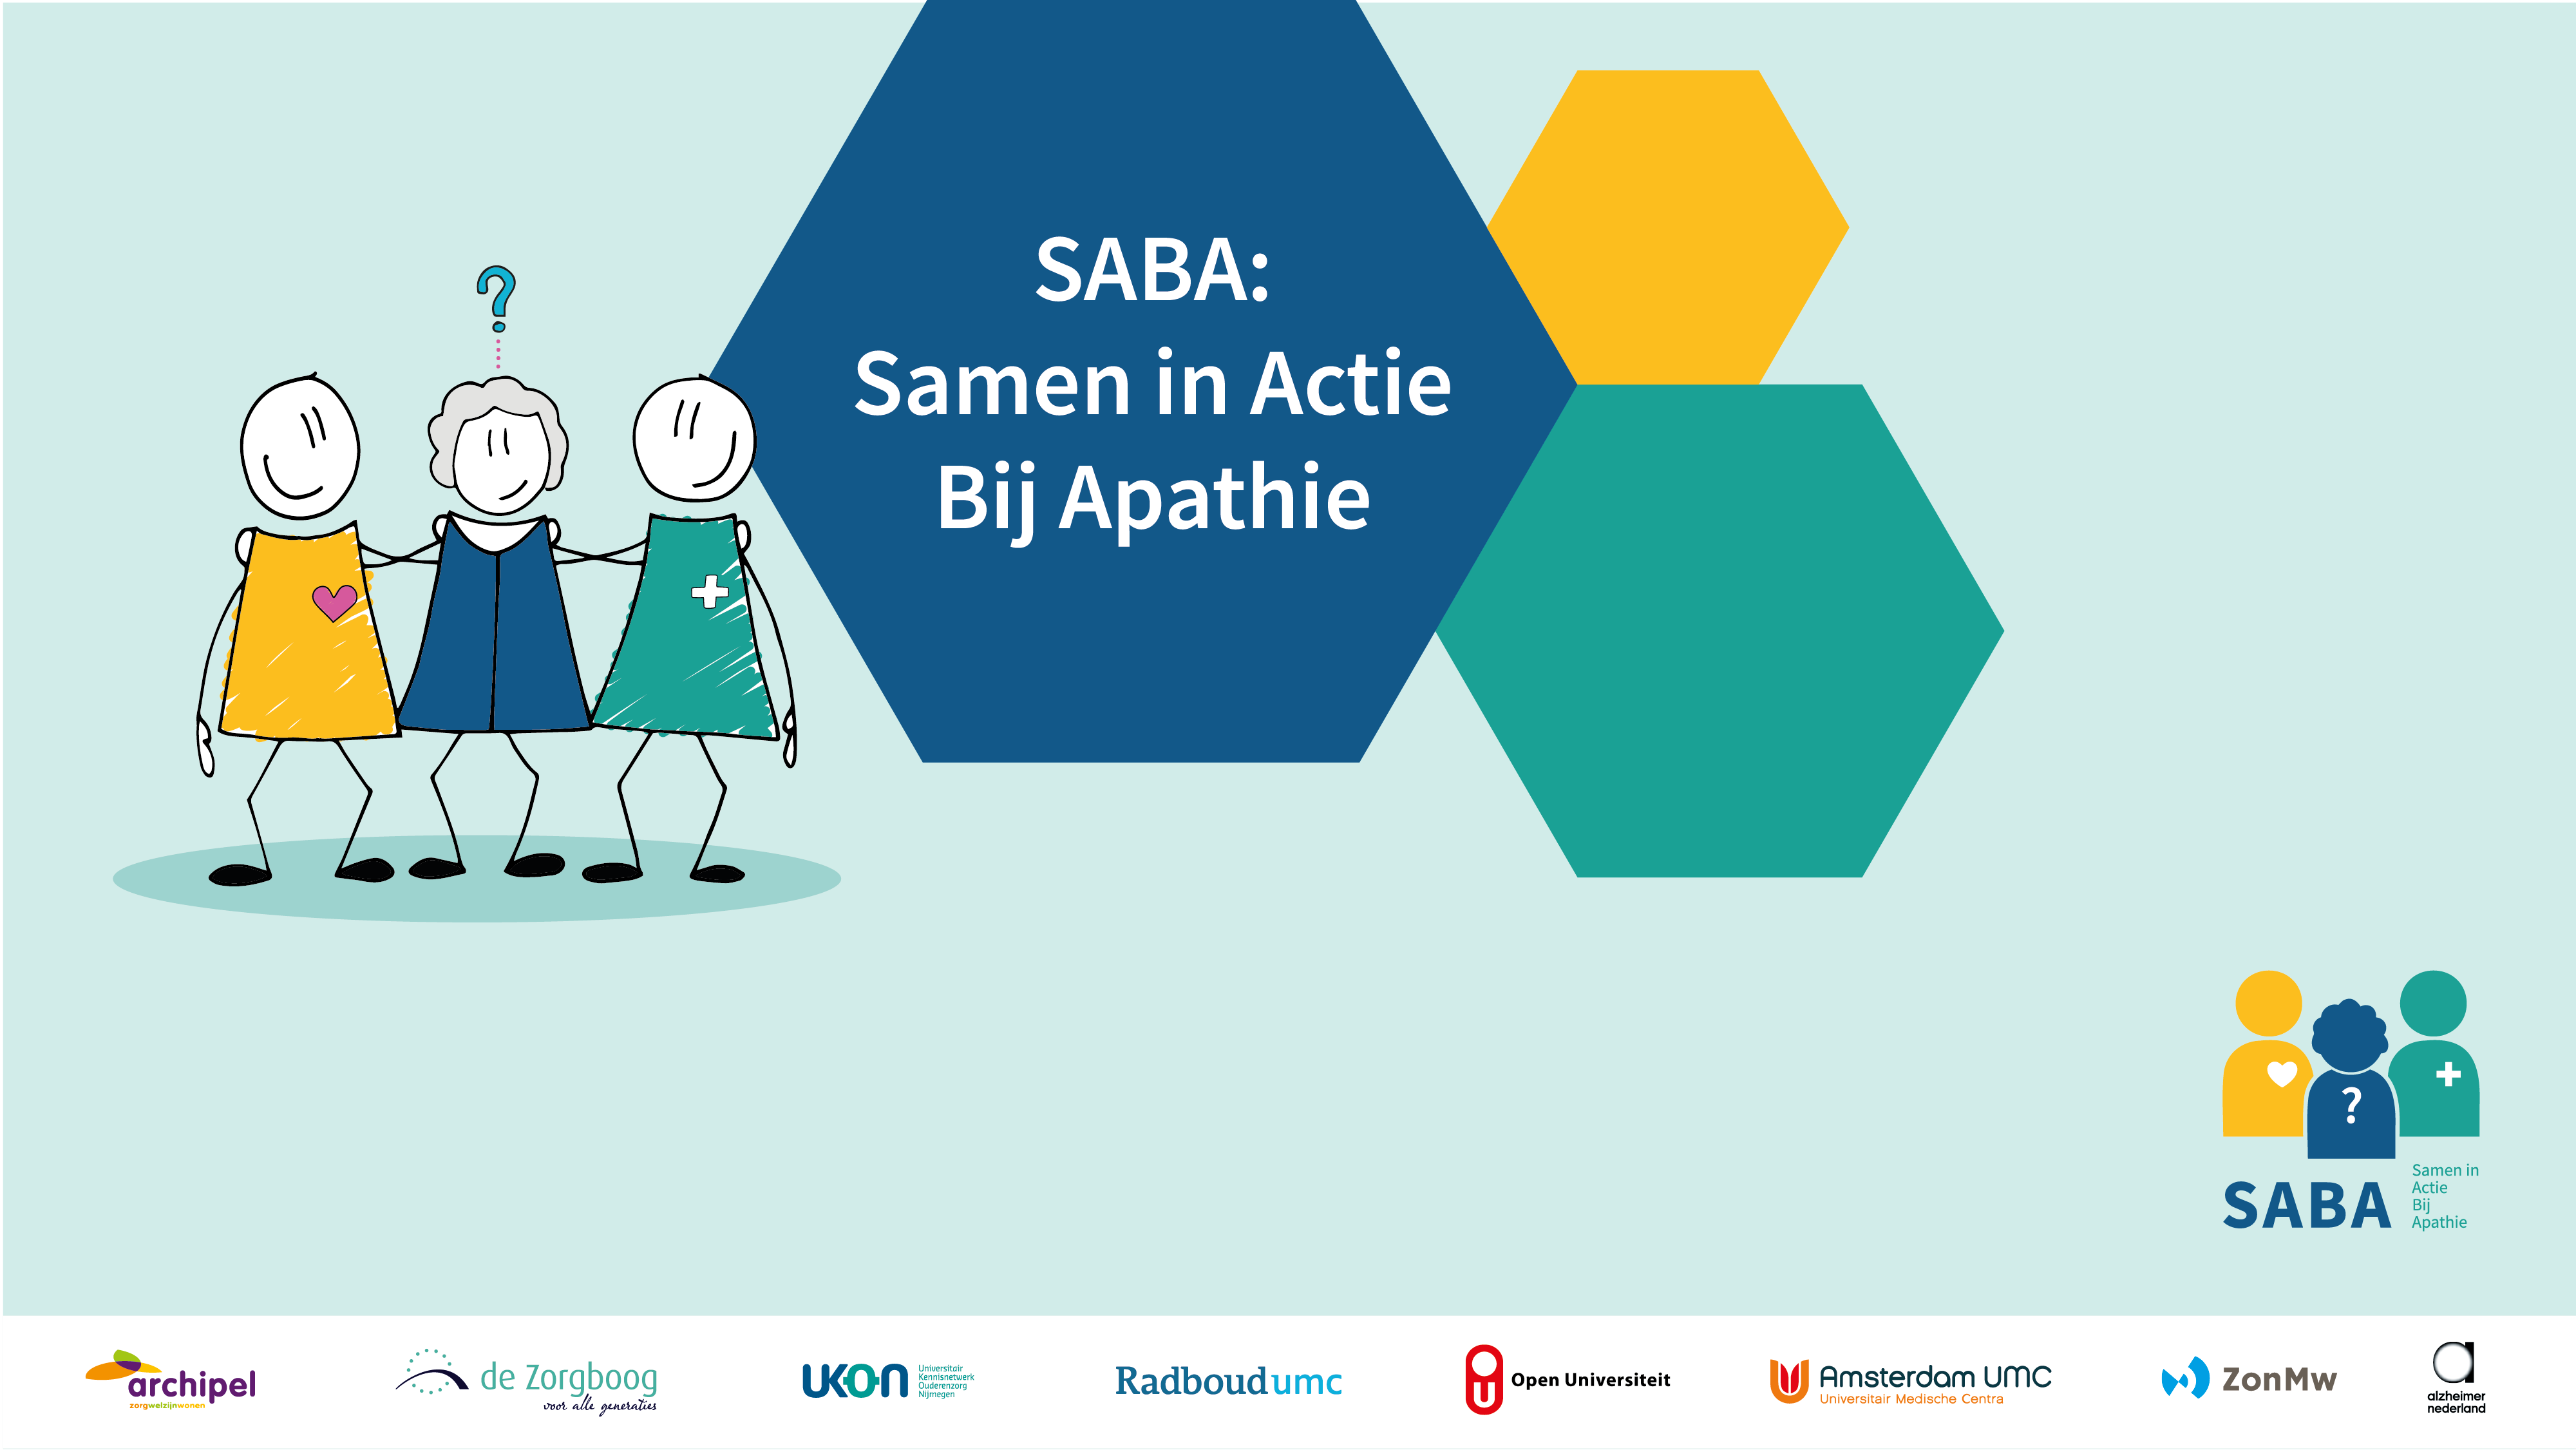 ?
SABA:
Samen in Actie
Bij Apathie
?
SABA
Samen in
Actie
Bij
Apathie
archipel
zorgwelzijnwonen
de Zorgboog
voor alle generaties
UKON
Universitair
Kennisnetwerk
Ouderenzorg
Nijmegen
Radboudumc
OU
Open Universiteit
Amsterdam UMC
Universitair Medische Centra
ZonMw
a
alzheimer
nederland